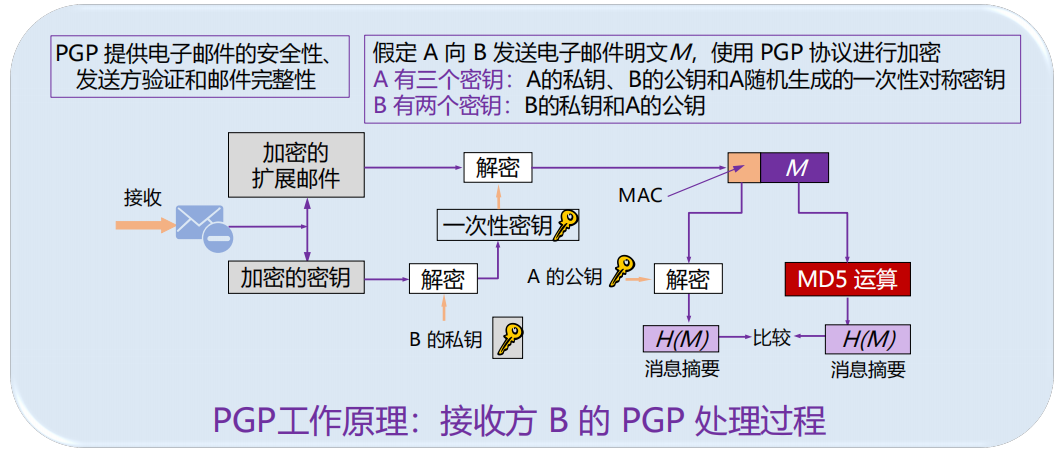 PGP 提供电子邮件的安全性、
发送方验证和邮件完整性
假定 A 向 B 发送电子邮件明文M，使用 PGP 协议进行加密
A 有三个密钥：A的私钥、B的公钥和A随机生成的一次性对称密钥
B 有两个密钥：B的私钥和A的公钥
加密的
扩展邮件
解密
M
MAC
接收
一次性密钥
加密的密钥
解密
A 的公钥
解密
MD5 运算
B 的私钥
H(M)
比较
H(M)
消息摘要
消息摘要
PGP工作原理：接收方 B 的 PGP 处理过程